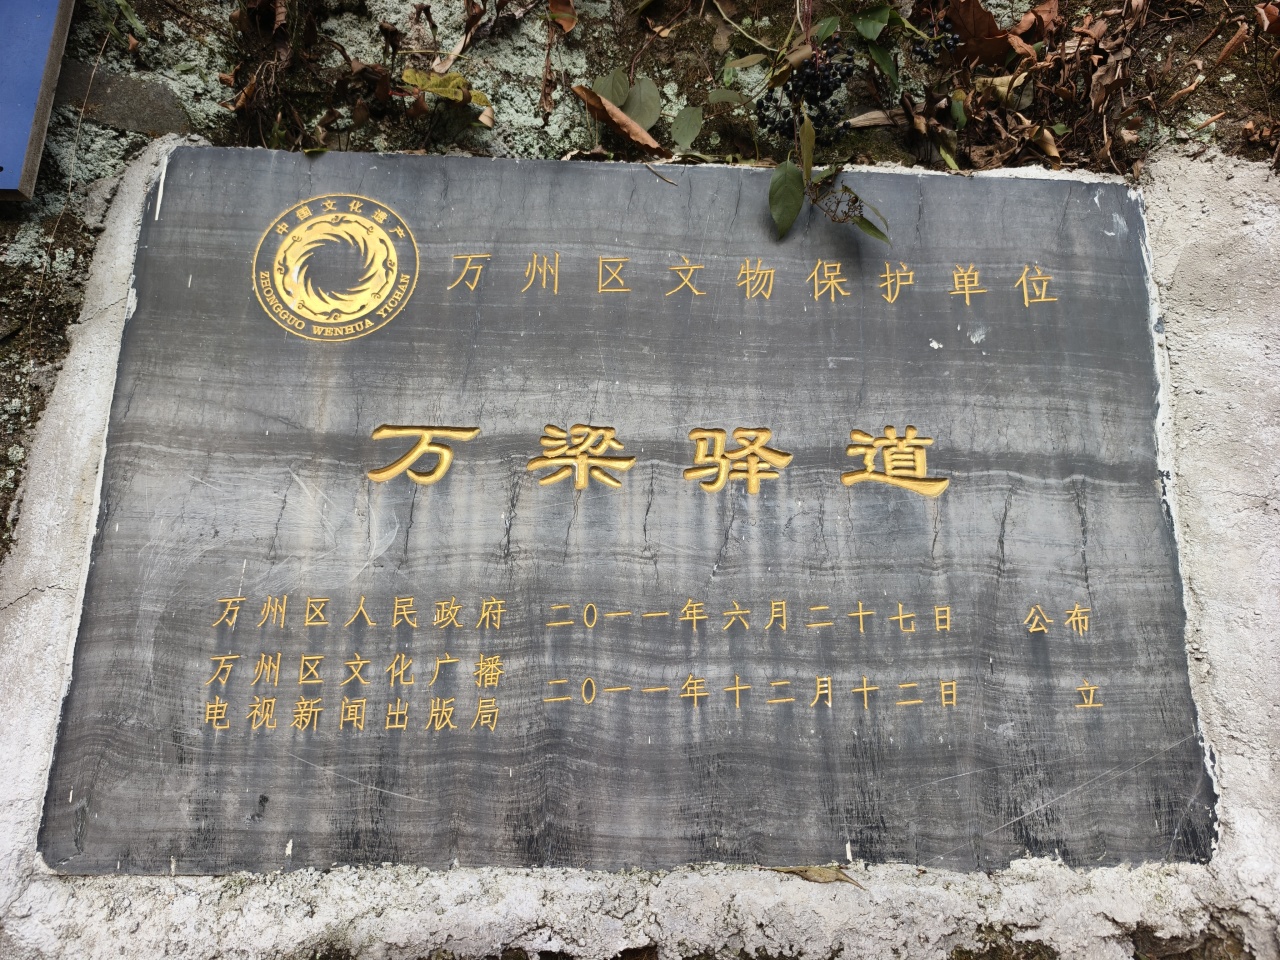 中国文化遗产
ZHONGGUO WENHUA YICHAN
万州区文物保护单位
万梁驿道
万州区人民政府 二〇一一年六月二十七日 公布
万州区文化广播
电视新闻出版局 二〇一一年十二月十二日 立